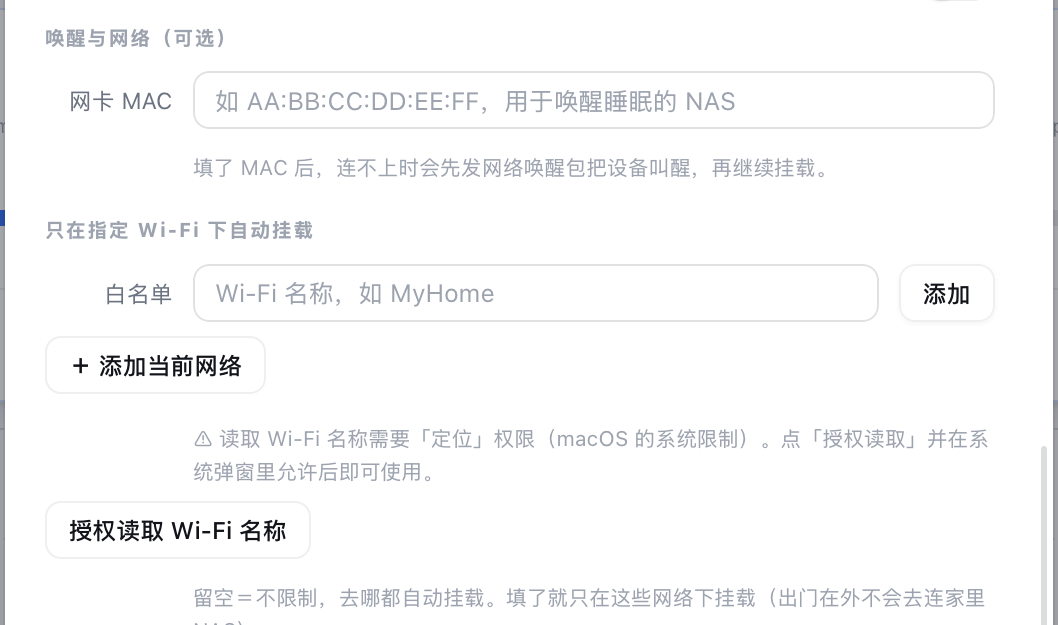 唤醒与网络（可选）
网卡 MAC
如 AA:BB:CC:DD:EE:FF，用于唤醒睡眠的 NAS
填了 MAC 后，连不上时会先发网络唤醒包把设备叫醒，再继续挂载。
只在指定 Wi-Fi 下自动挂载
白名单
Wi-Fi 名称，如 MyHome
添加
+ 添加当前网络
⚠ 读取 Wi-Fi 名称需要「定位」权限（macOS 的系统限制）。点「授权读取」并在系
统弹窗里允许后即可使用。
授权读取 Wi-Fi 名称
留空＝不限制，去哪都自动挂载。填了就只在这些网络下挂载（出门在外不会去连家里